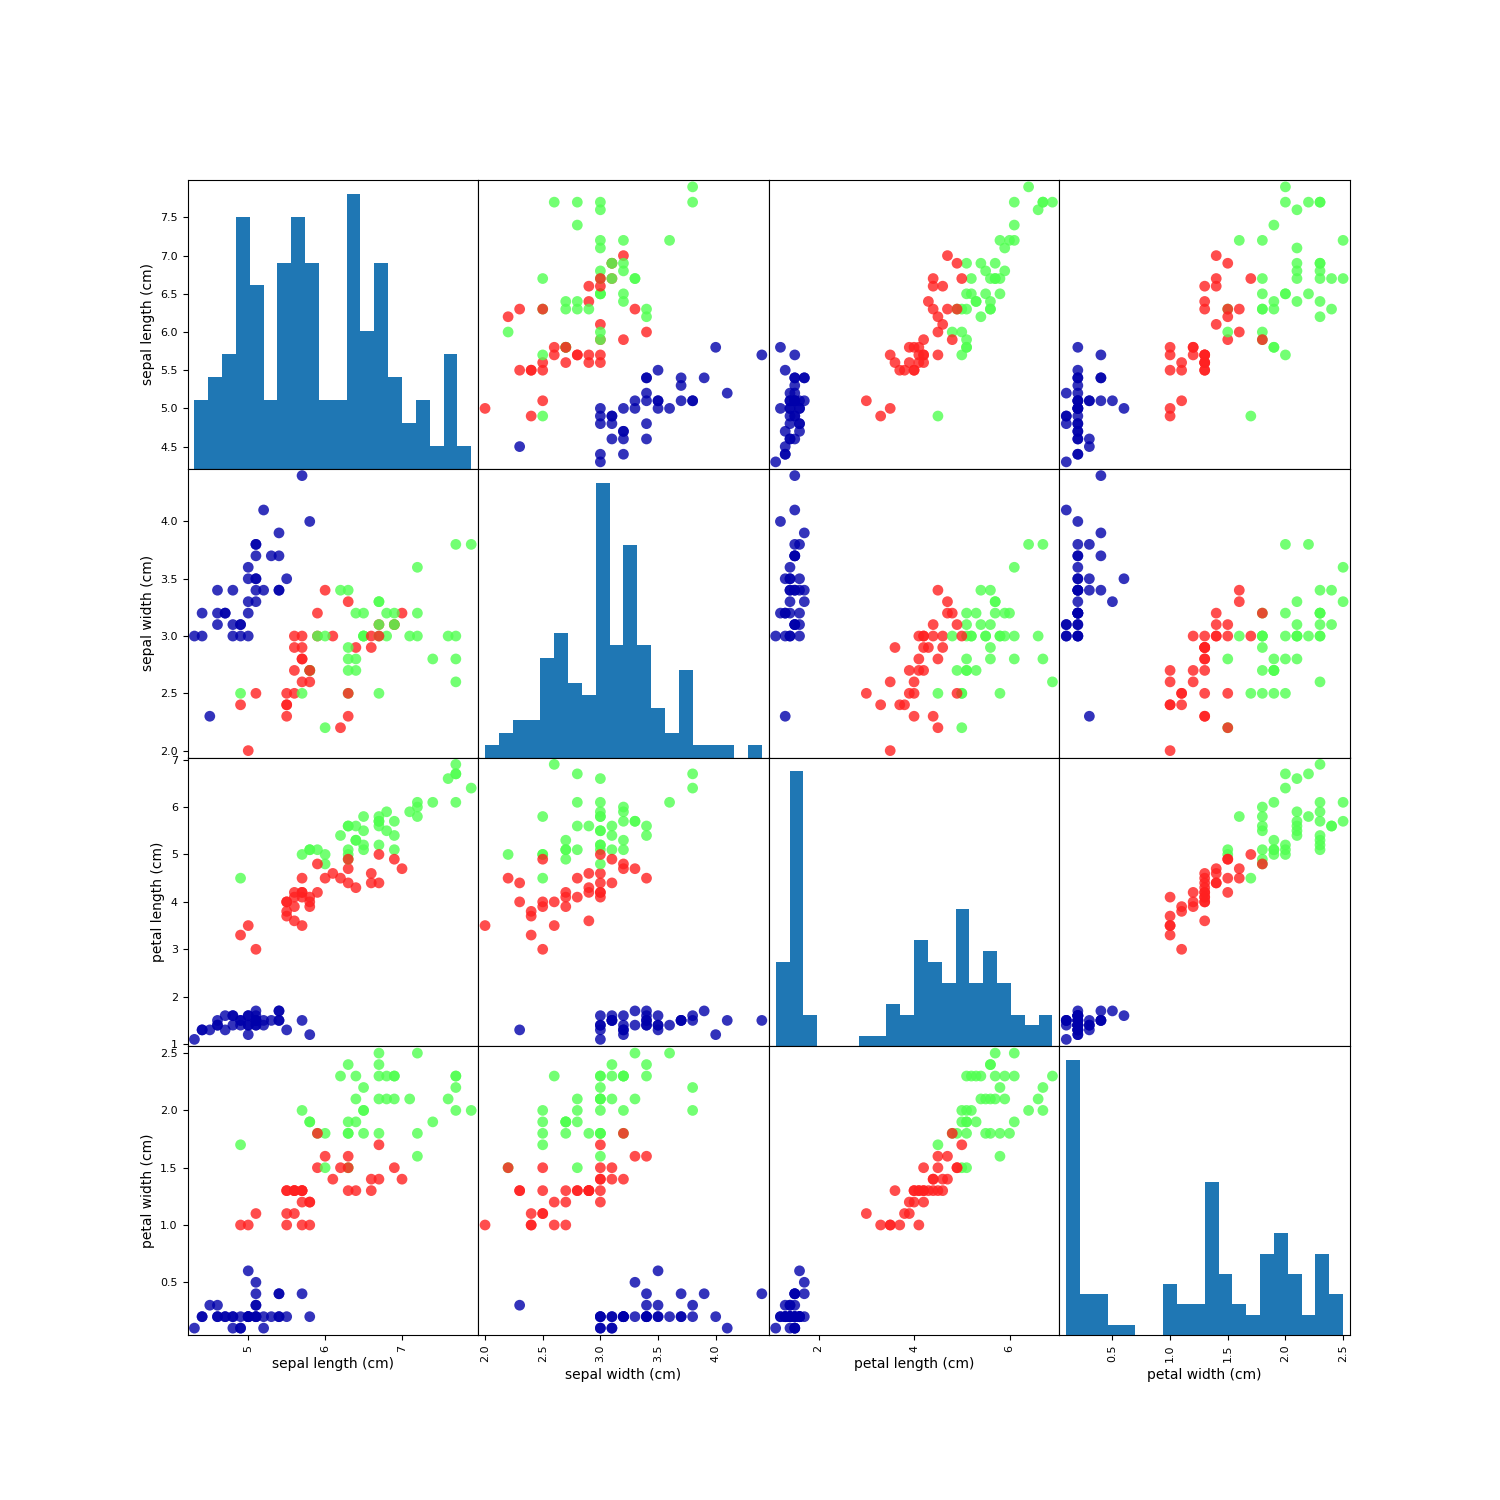 7.5
7.0
6.5
6.0
5.5
5.0
4.5
sepal length (cm)
4.0
3.5
3.0
2.5
2.0
sepal width (cm)
7
6
5
4
3
2
1
petal length (cm)
2.5
2.0
1.5
1.0
0.5
petal width (cm)
5 6 7
sepal length (cm)
2.0 2.5 3.0 3.5 4.0
sepal width (cm)
2 4 6
petal length (cm)
0.5 1.0 1.5 2.0 2.5
petal width (cm)